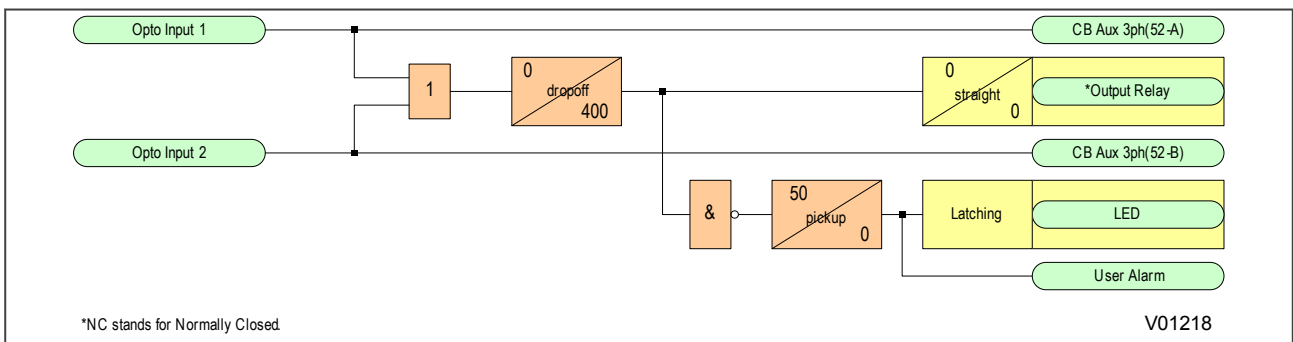 Opto Input 1
CB Aux 3ph(52-A)
0
dropoff
400
1
0
straight
0
*Output Relay
Opto Input 2
CB Aux 3ph(52-B)
&
50
pickup
0
Latching
LED
User Alarm
*NC stands for Normally Closed.
V01218